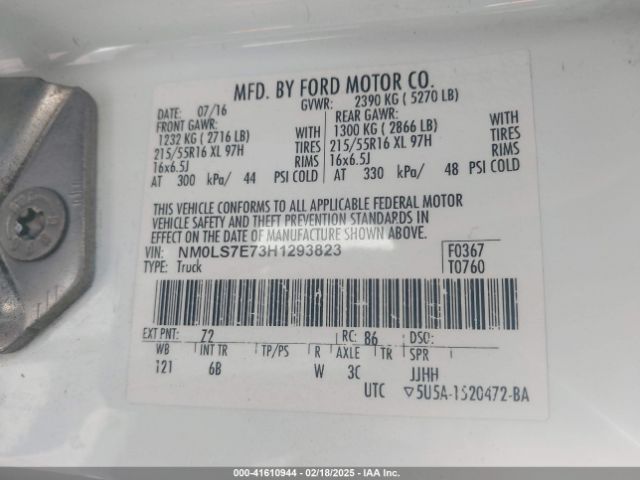 MFD. BY FORD MOTOR CO.
DATE: 07/16 GVWR: 2390 KG ( 5270 LB)
FRONT GAWR: REAR GAWR:
1232 KG ( 2716 LB) WITH 1300 KG ( 2866 LB) WITH
215/55R16 XL 97H TIRES 215/55R16 XL 97H TIRES
16x6.5J RIMS 16x6.5J RIMS
AT 300 kPa/ 44 PSI COLD AT 330 kPa/ 48 PSI COLD
THIS VEHICLE CONFORMS TO ALL APPLICABLE FEDERAL MOTOR
VEHICLE SAFETY AND THEFT PREVENTION STANDARDS IN
EFFECT ON THE DATE OF MANUFACTURE SHOWN ABOVE.
VIN: NM0LS7E73H1293823 F0367
TYPE: Truck T0760
EXT PNT: Z2 RC: 86 DSO:
WB INT TR TP/PS R AXLE TR SPR
121 6B W 3C JJHH
UTC 5U5A-1520472-BA
000-41610944 - 02/18/2025 - IAA Inc.